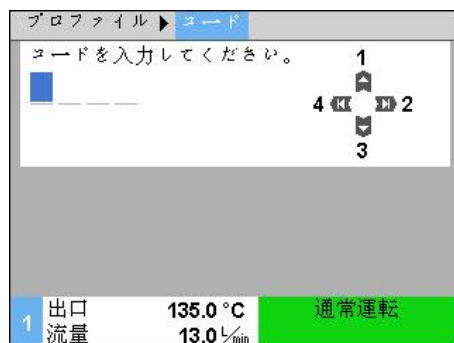 プロファイル ▶ コード
コードを入力してください。
1
4 2
3
1 出口 135.0 °C 通常運転
流量 13.0 L/min